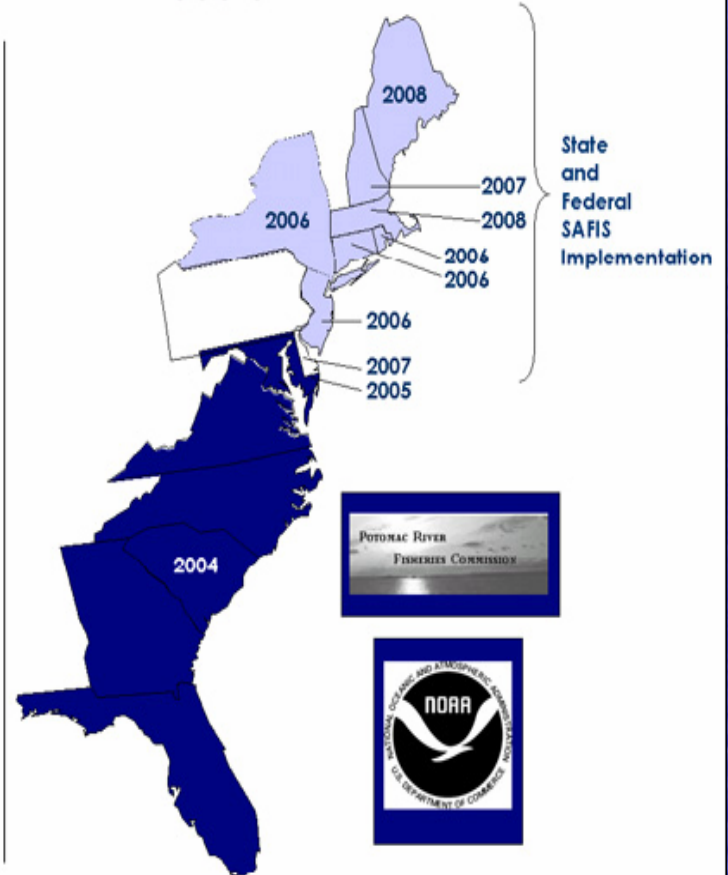 2008
2007
2006
2008
2006
2006
2006
2007
2005
2004
State
and
Federal
SAFIS
Implementation
POTOMAC RIVER
FISHERIES COMMISSION
NATIONAL OCEANIC AND ATMOSPHERIC ADMINISTRATION
NOAA
U.S. DEPARTMENT OF COMMERCE